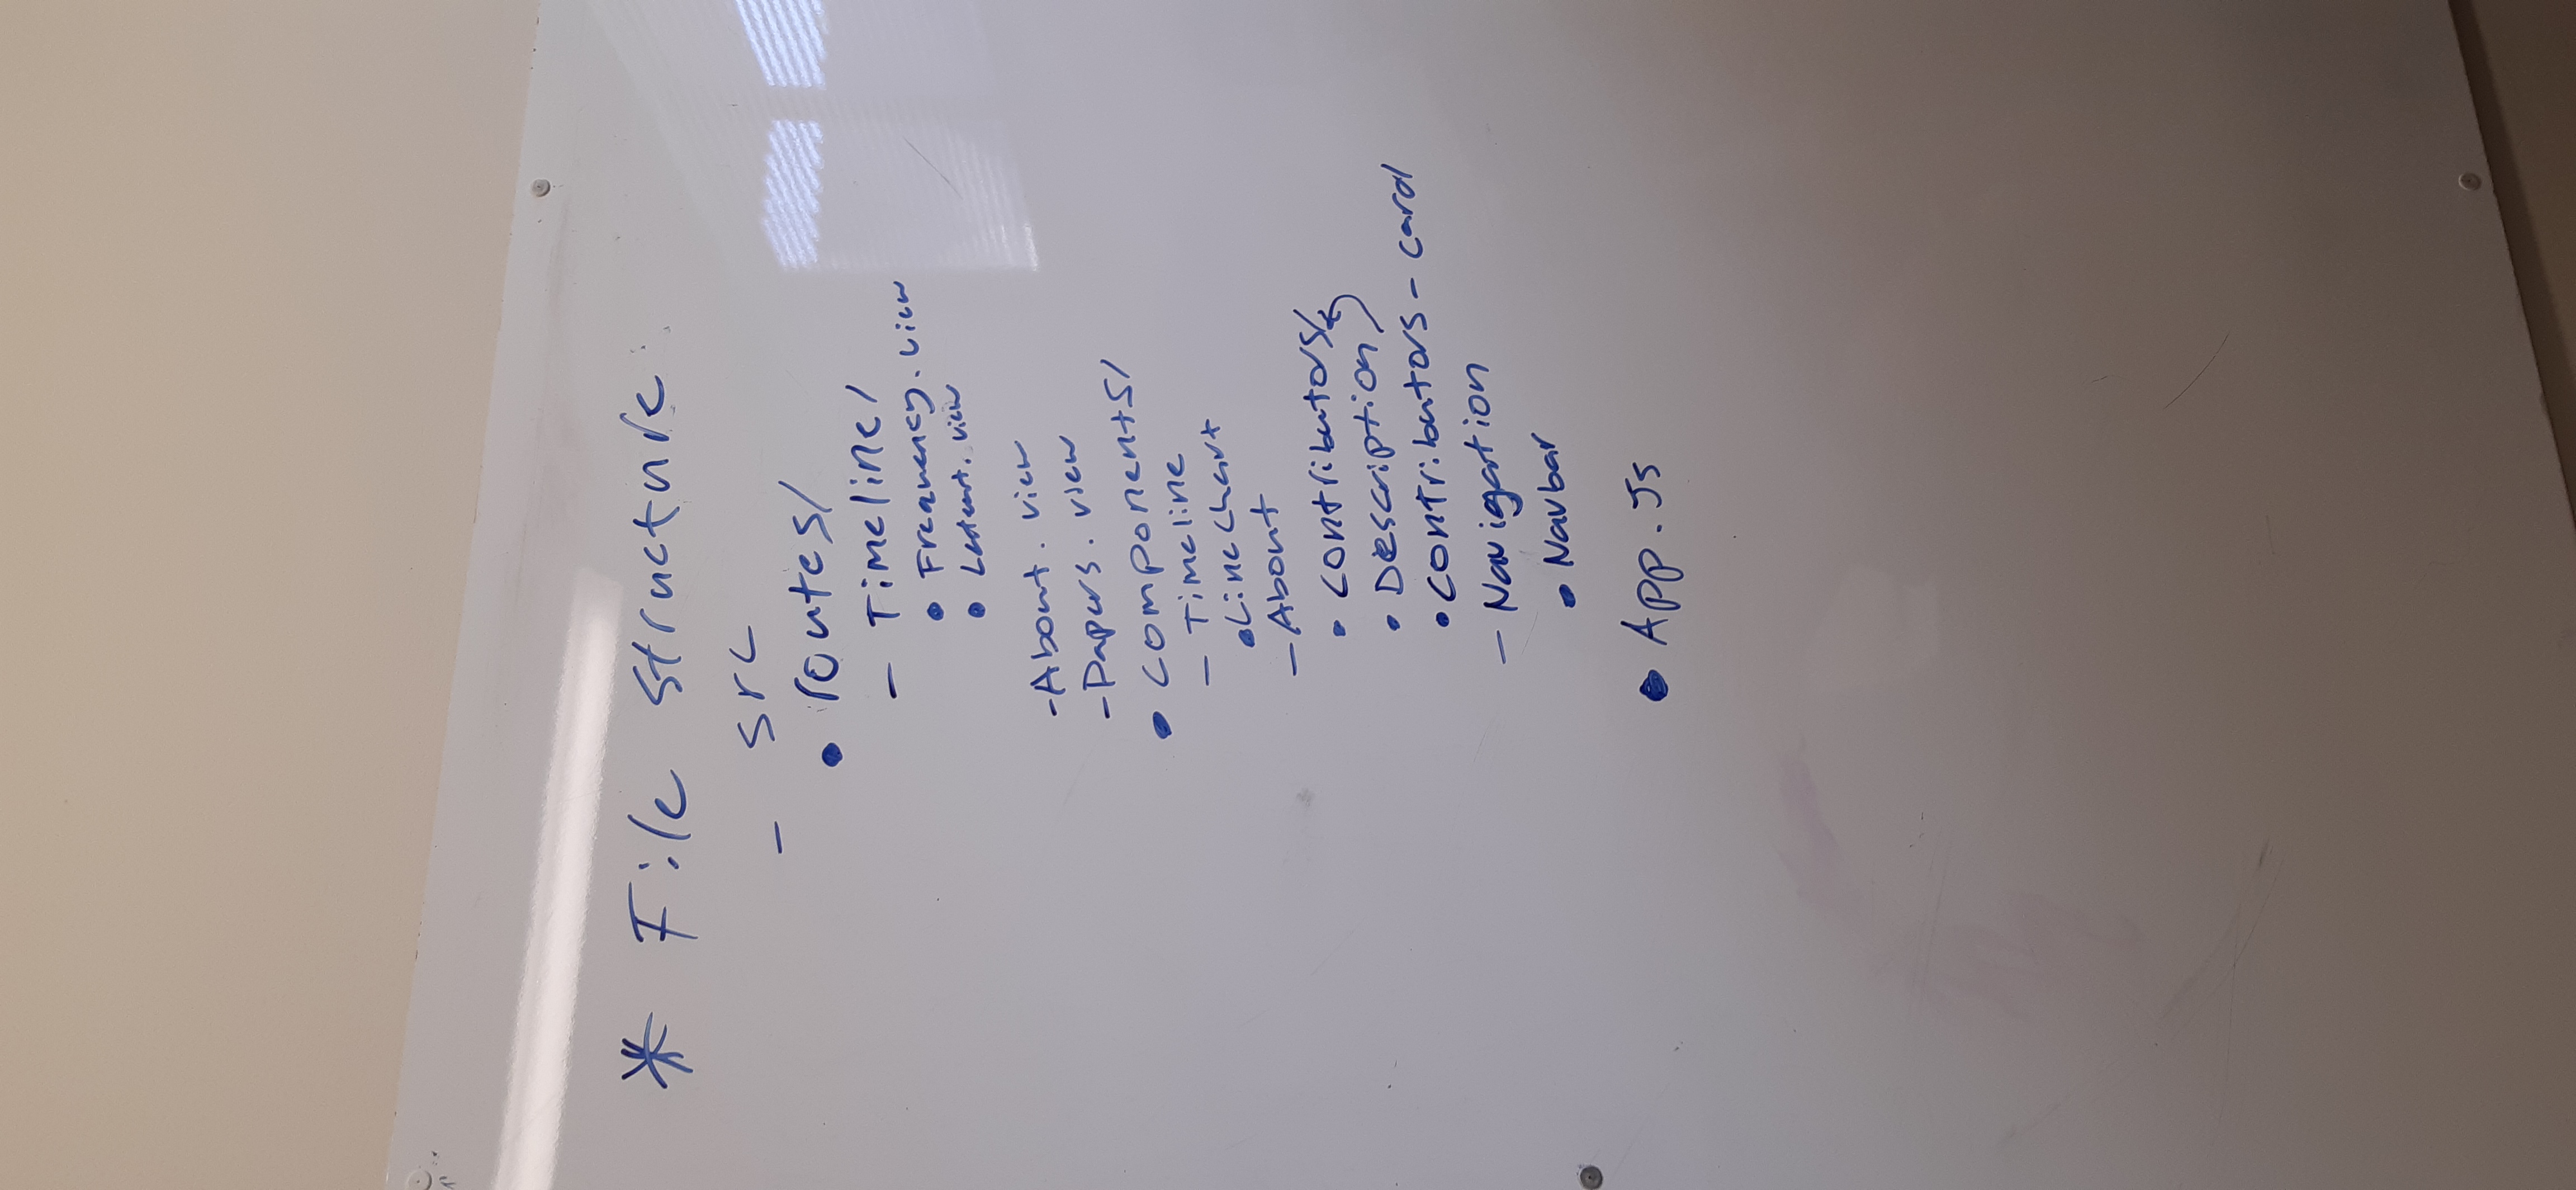 * File structure:
- src
• routes/
- Timeline/
• Frequency.view
• .view
- About.view
- Papers.view
• components/
- Timeline
• Linechart
- About
• contributors/
• Description
• contributors-card
- Navigation
• Navbar
• App.Js